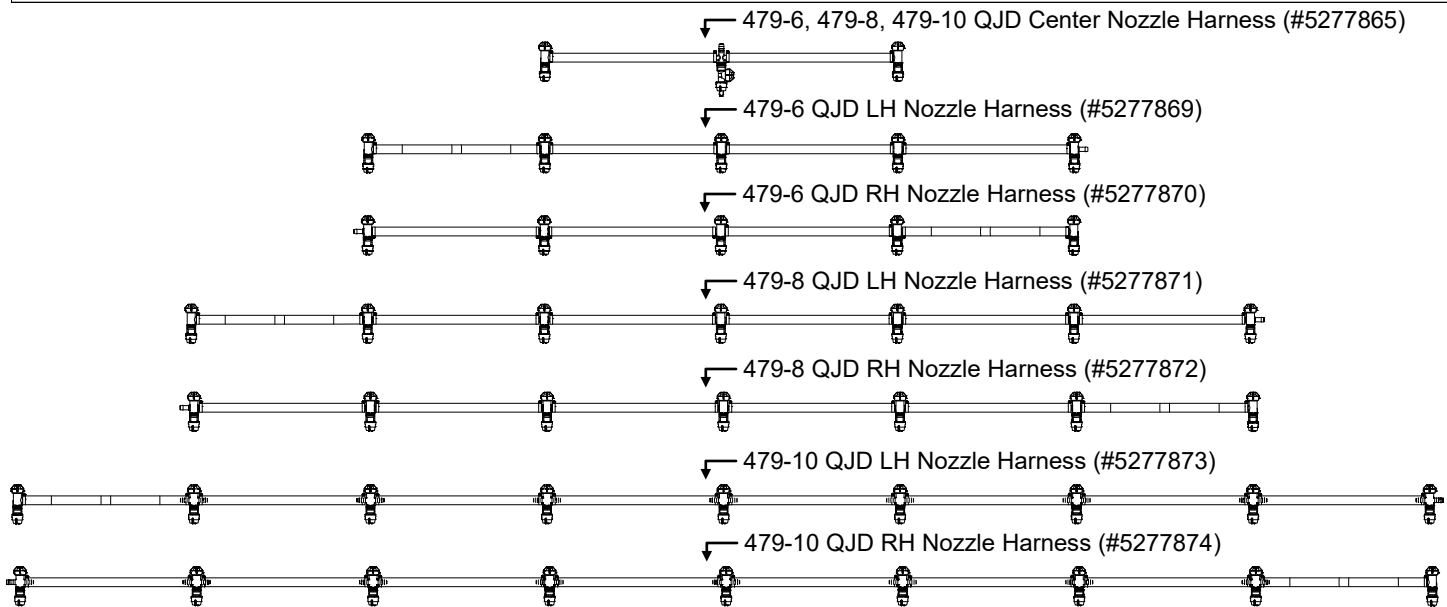 479-6, 479-8, 479-10 QJD Center Nozzle Harness (#5277865)
479-6 QJD LH Nozzle Harness (#5277869)
479-6 QJD RH Nozzle Harness (#5277870)
479-8 QJD LH Nozzle Harness (#5277871)
479-8 QJD RH Nozzle Harness (#5277872)
479-10 QJD LH Nozzle Harness (#5277873)
479-10 QJD RH Nozzle Harness (#5277874)